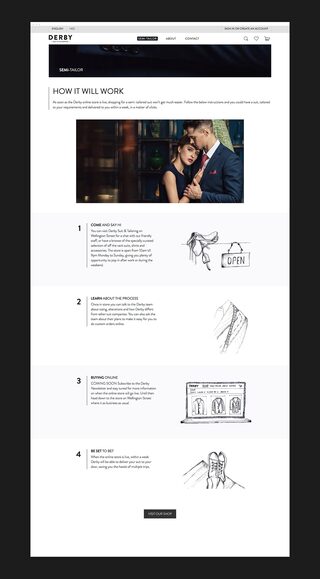 ENGLISH
SIGN IN OR CREATE AN ACCOUNT
DERBY
SEMI-TAILOR
ABOUT
CONTACT
SEMI-TAILOR
HOW IT WILL WORK
As soon as the Derby online store is live, shopping for a semi- tailored suit won't get much easier. Follow the below instructions and you could have a suit, tailored
to your requirements and delivered to you within a week, in a matter of clicks.
1
COME AND SAY HI
You can visit Derby Suit & Tailoring on
Wellington Street for a chat with our friendly
staff, or have a browse of the specially curated
selection of off the rack suits, shirts and
accessories. The store is open from 10am till
9pm Monday to Sunday, giving you plenty of
opportunity to pop in after work or during the
weekend.
OPEN
2
LEARN ABOUT THE PROCESS
Once in store you can talk to the Derby team
about sizing, alterations and how Derby differs
from other suit companies. You can also ask the
team about their plans to make it easy for you to
do custom orders online.
3
BUYING ONLINE
COMING SOON! Subscribe to the Derby
Newsletter and stay tuned for more information
on when the online store will go live. Until then
head down to the store on Wellington Street
where it is business as usual.
DERBY
4
BE SET TO JET
When the online store is live, within a week
Derby will be able to deliver your suit to your
door, saving you the hassle of multiple trips.
VISIT OUR SHOP